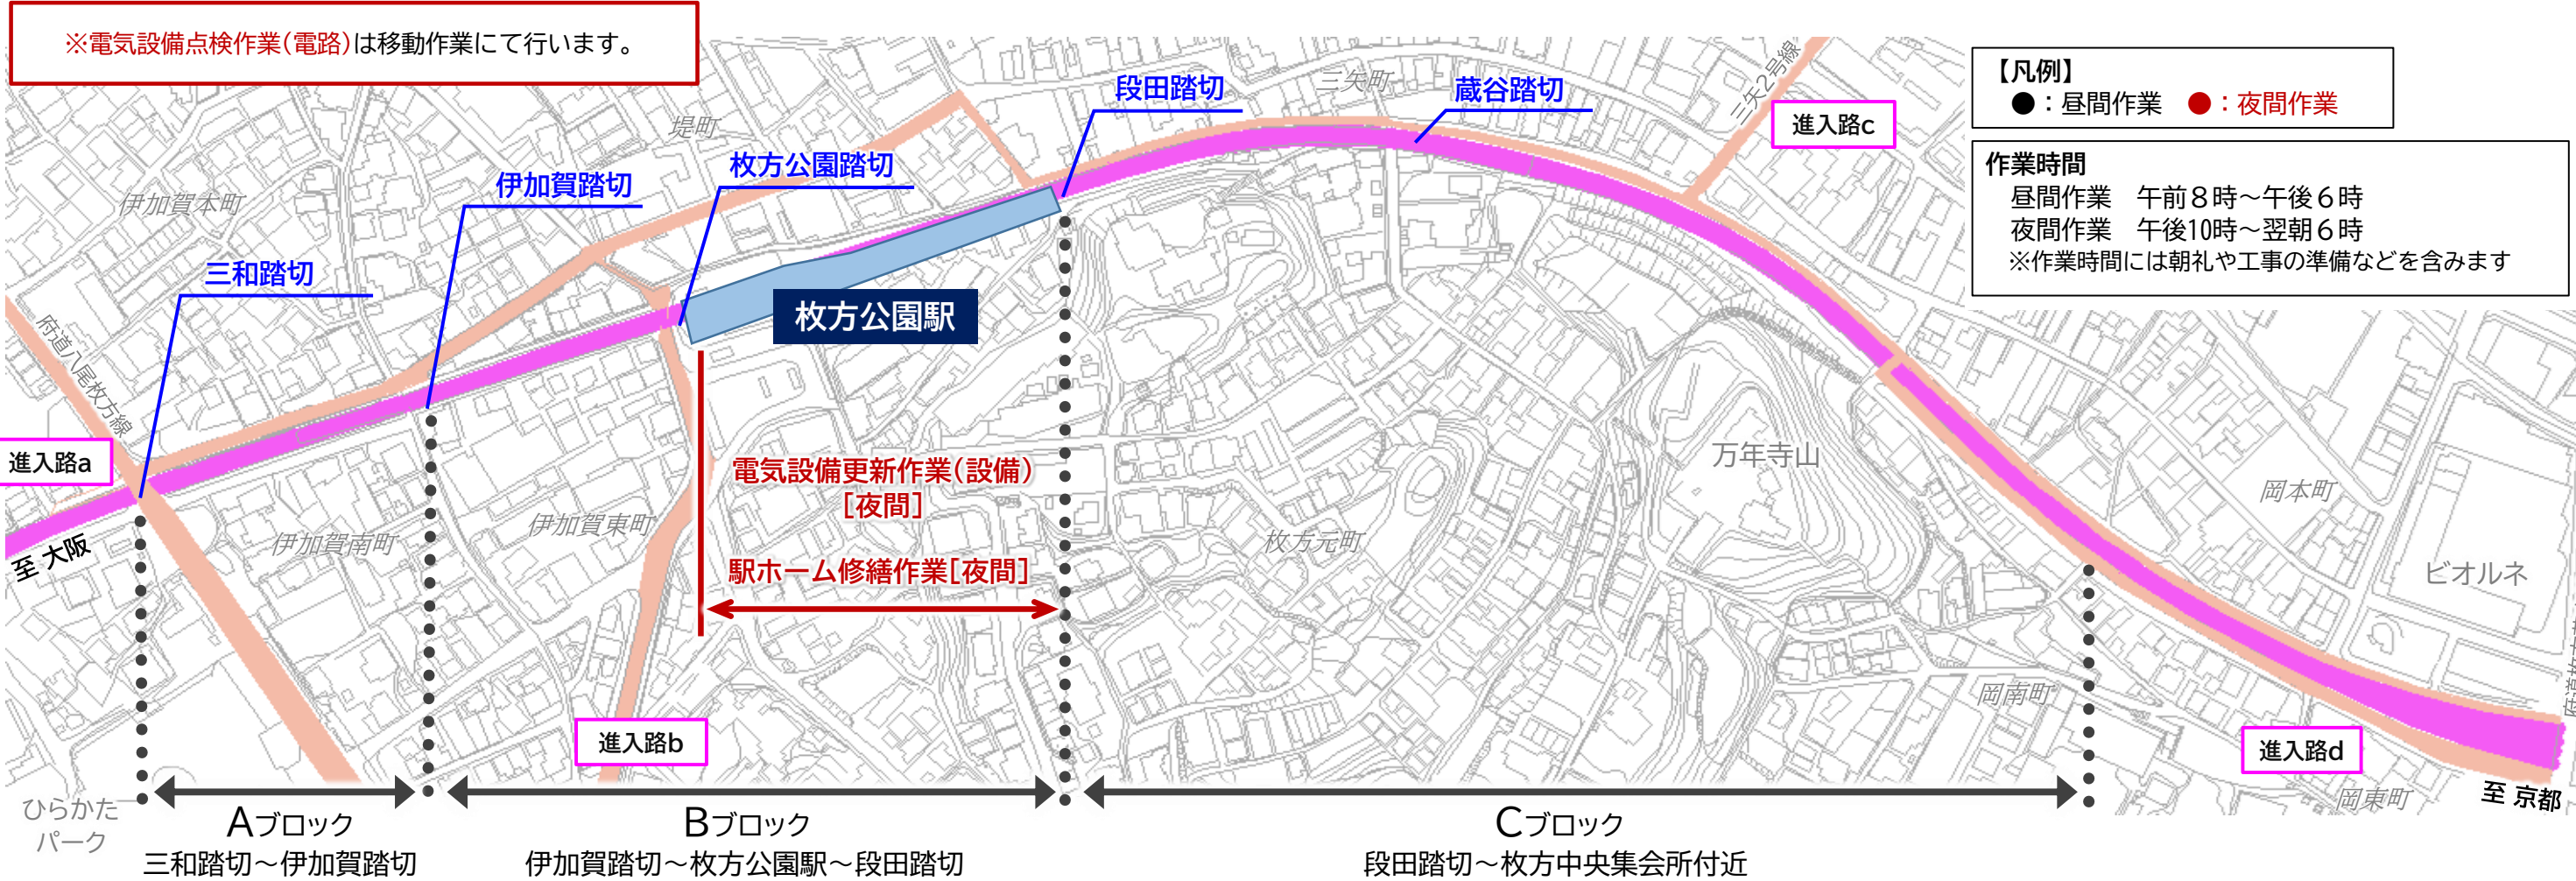 ※電気設備点検作業(電路)は移動作業にて行います。
【凡例】
●：昼間作業　●：夜間作業
作業時間
昼間作業　午前８時～午後６時
夜間作業　午後10時～翌朝６時
※作業時間には朝礼や工事の準備などを含みます
段田踏切
三矢町
蔵谷踏切
三矢２号線
進入路c
堤町
枚方公園踏切
伊加賀踏切
伊加賀本町
三和踏切
枚方公園駅
府道八尾枚方線
進入路a
電気設備更新作業(設備)
[夜間]
万年寺山
岡本町
伊加賀東町
伊加賀南町
枚方元町
至 大阪
駅ホーム修繕作業[夜間]
ビオルネ
岡南町
進入路b
進入路d
至 京都
岡東町
ひらかた
パーク
Aブロック
三和踏切～伊加賀踏切
Bブロック
伊加賀踏切～枚方公園駅～段田踏切
Cブロック
段田踏切～枚方中央集会所付近